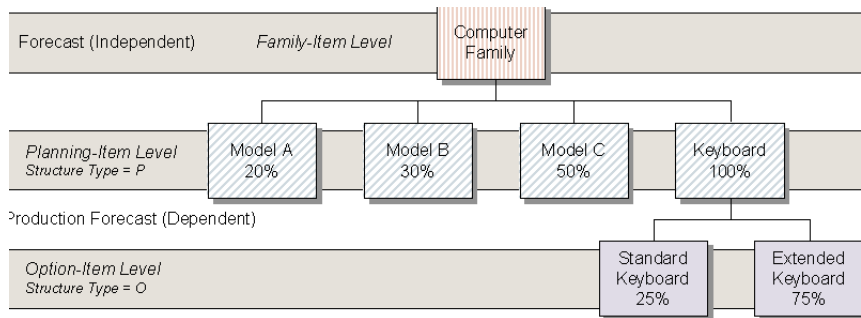 Forecast (Independent)
Family-Item Level
Computer
Family
Planning-Item Level
Structure Type = P
Model A
20%
Model B
30%
Model C
50%
Keyboard
100%
Production Forecast (Dependent)
Option-Item Level
Structure Type = O
Standard
Keyboard
25%
Extended
Keyboard
75%